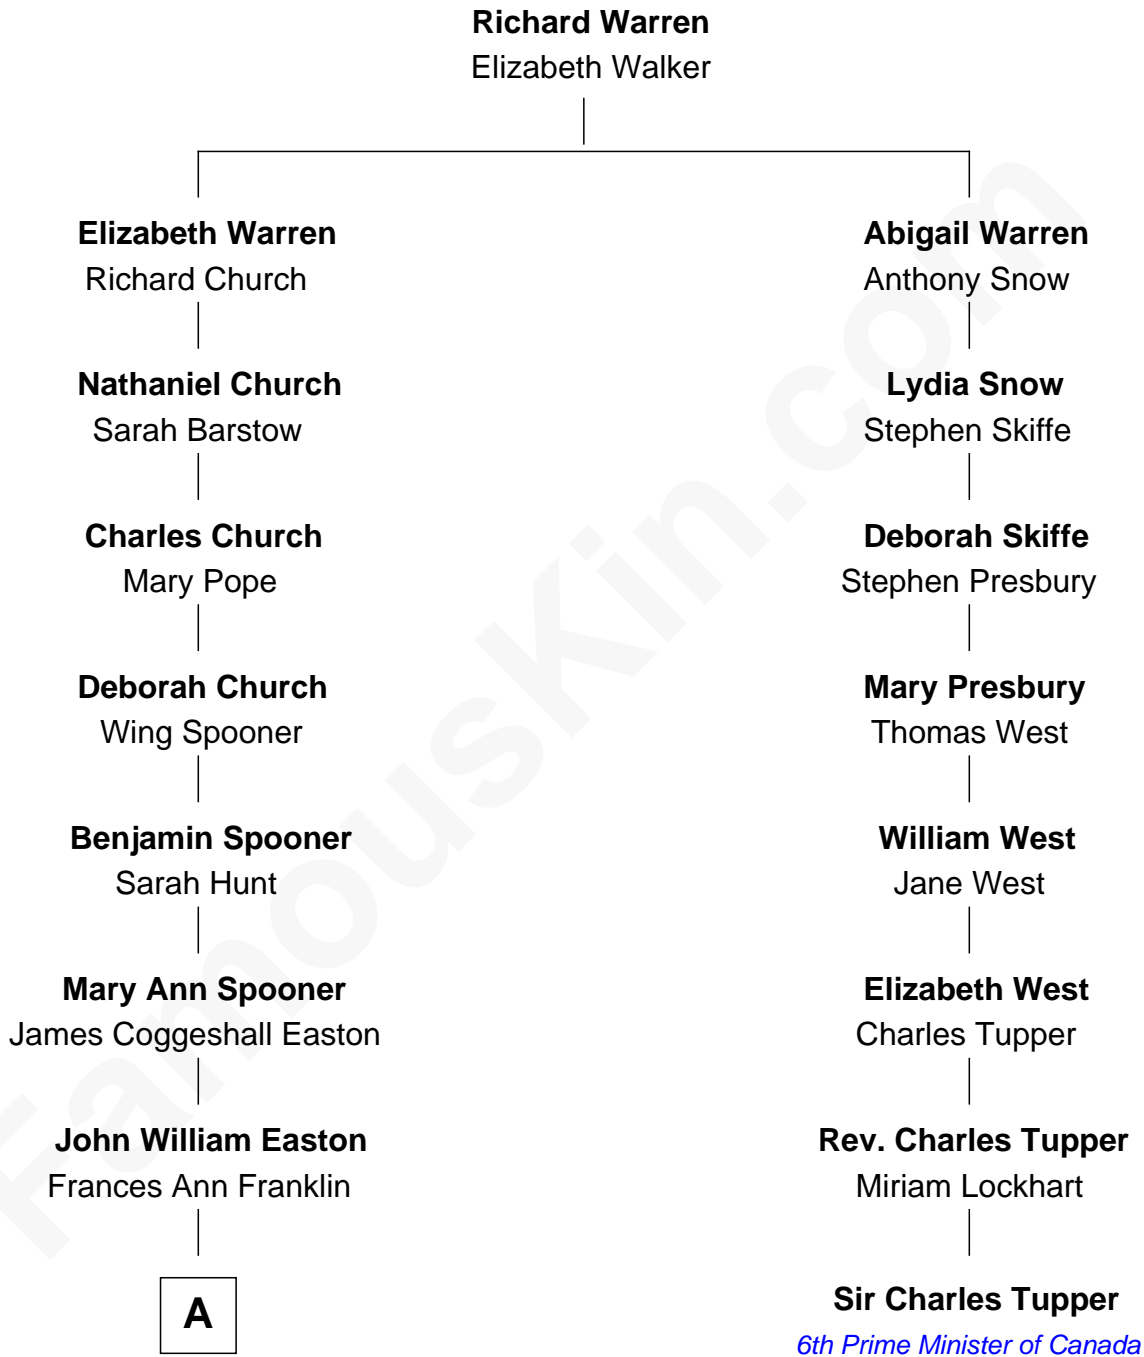 Richard Warren
Elizabeth Walker
Elizabeth Warren
Richard Church
Nathaniel Church
Sarah Barstow
Charles Church
Mary Pope
Deborah Church
Wing Spooner
Benjamin Spooner
Sarah Hunt
Mary Ann Spooner
James Coggeshall Easton
John William Easton
Frances Ann Franklin
A
Abigail Warren
Anthony Snow
Lydia Snow
Stephen Skiffe
Deborah Skiffe
Stephen Presbury
Mary Presbury
Thomas West
William West
Jane West
Elizabeth West
Charles Tupper
Rev. Charles Tupper
Miriam Lockhart
Sir Charles Tupper
6th Prime Minister of Canada
FamousKin.com